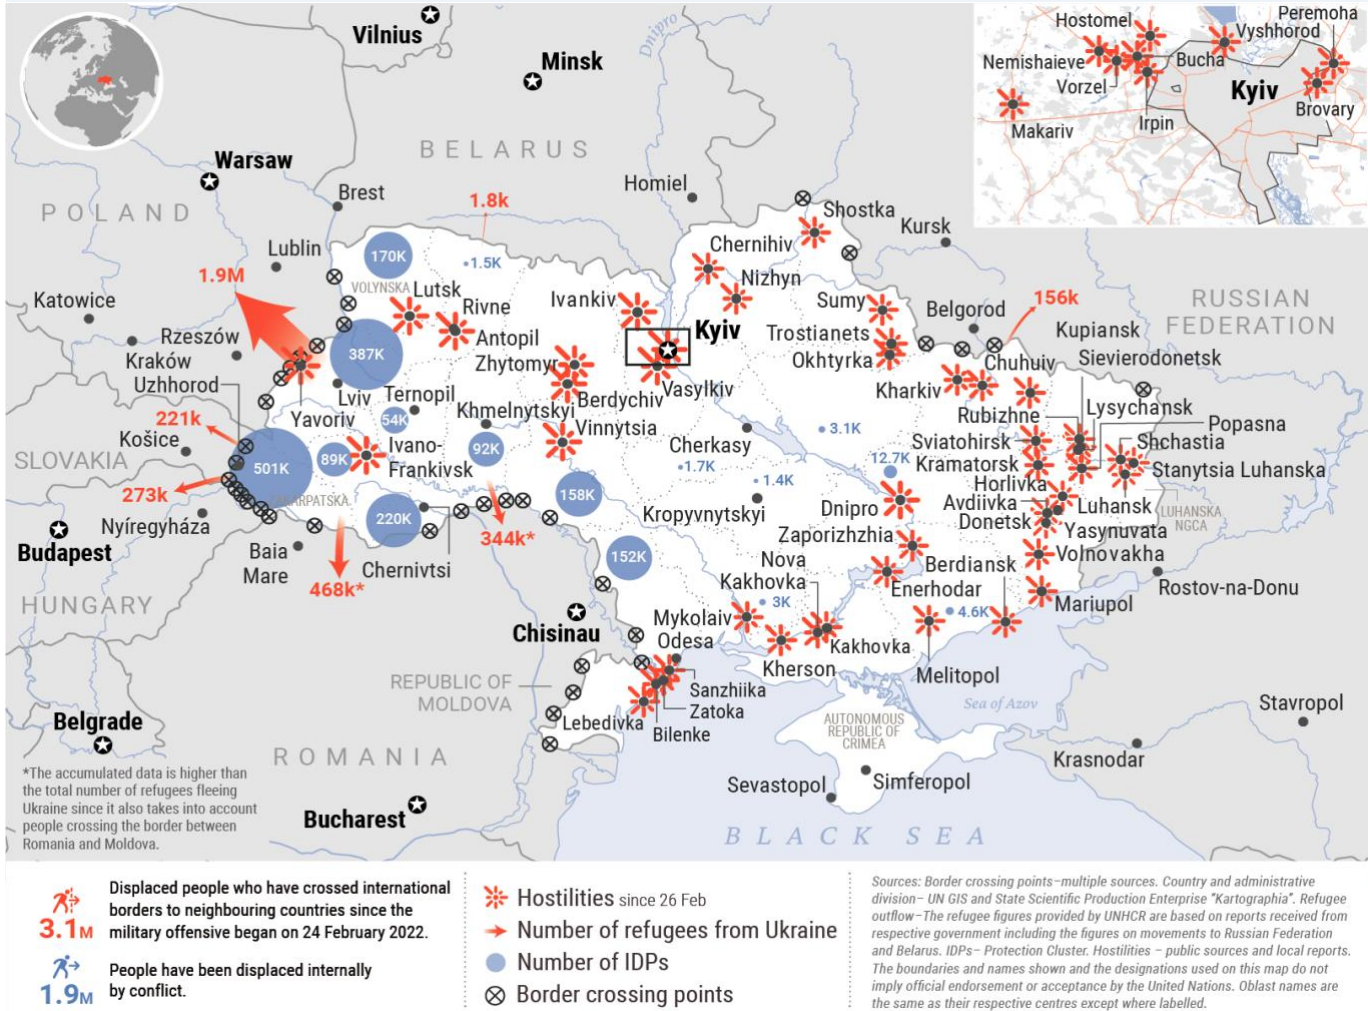 Vilnius
Minsk
Dnipro
Hostomel
Peremoha
Vyshhorod
Nemishaieve
Bucha
Vorzel
Kyiv
Brovary
Irpin
Makariv
BELARUS
Warsaw
POLAND
Brest
Homiel
1.8k
Shostka
Kursk
Lublin
170K
1.5K
Chernihiv
1.9M
VOLYNSKA
Lutsk
Nizhyn
Katowice
Rivne
Ivankiv
Sumy
Belgorod
156k
RUSSIAN
FEDERATION
Rzeszów
Antopil
Kyiv
Trostianets
Kupiansk
Kraków
387K
Zhytomyr
Okhtyrka
Chuhuiv
Sievierodonetsk
Uzhhorod
Lviv
Ternopil
Berdychiv
Vasylkiv
Kharkiv
Yavoriv
Khmelnytskyi
Rubizhne
Lysychansk
221k
54K
Vinnytsia
3.1K
Popasna
Košice
Ivano-
Frankivsk
Cherkasy
Sviatohirsk
Shchastia
SLOVAKIA
501K
89K
92K
1.7K
12.7K
Kramatorsk
Stanytsia Luhanska
273k
1.4K
Horlivka
158K
Avdiivka
Luhansk
LUHANSKA
NGCA
Nyíregyháza
220K
Kropyvnytskyi
Dnipro
Donetsk
Yasynuvata
Budapest
344k*
Zaporizhzhia
Baia
Mare
Chernivtsi
152K
Nova
Kakhovka
Berdiansk
Volnovakha
468k*
Enerhodar
Rostov-na-Donu
HUNGARY
3K
4.6K
Mariupol
Chisinau
Mykolaiv
Odesa
Kakhovka
Kherson
Melitopol
REPUBLIC OF
MOLDOVA
Sanzhiika
Zatoka
Sea of Azov
Stavropol
Belgrade
Lebedivka
Bilenke
AUTONOMOUS
REPUBLIC OF
CRIMEA
ROMANIA
Krasnodar
*The accumulated data is higher than
the total number of refugees fleeing
Ukraine since it also takes into account
people crossing the border between
Romania and Moldova.
Sevastopol
Simferopol
Bucharest
BLACK SEA
3.1M
Displaced people who have crossed international
borders to neighbouring countries since the
military offensive began on 24 February 2022.
1.9M
People have been displaced internally
by conflict.
Hostilities since 26 Feb
Number of refugees from Ukraine
Number of IDPs
Border crossing points
Sources: Border crossing points–multiple sources. Country and administrative
division– UN GIS and State Scientific Production Enterprise "Kartographia". Refugee
outflow–The refugee figures provided by UNHCR are based on reports received from
respective government including the figures on movements to Russian Federation
and Belarus. IDPs– Protection Cluster. Hostilities – public sources and local reports.
The boundaries and names shown and the designations used on this map do not
imply official endorsement or acceptance by the United Nations. Oblast names are
the same as their respective centres except where labelled.